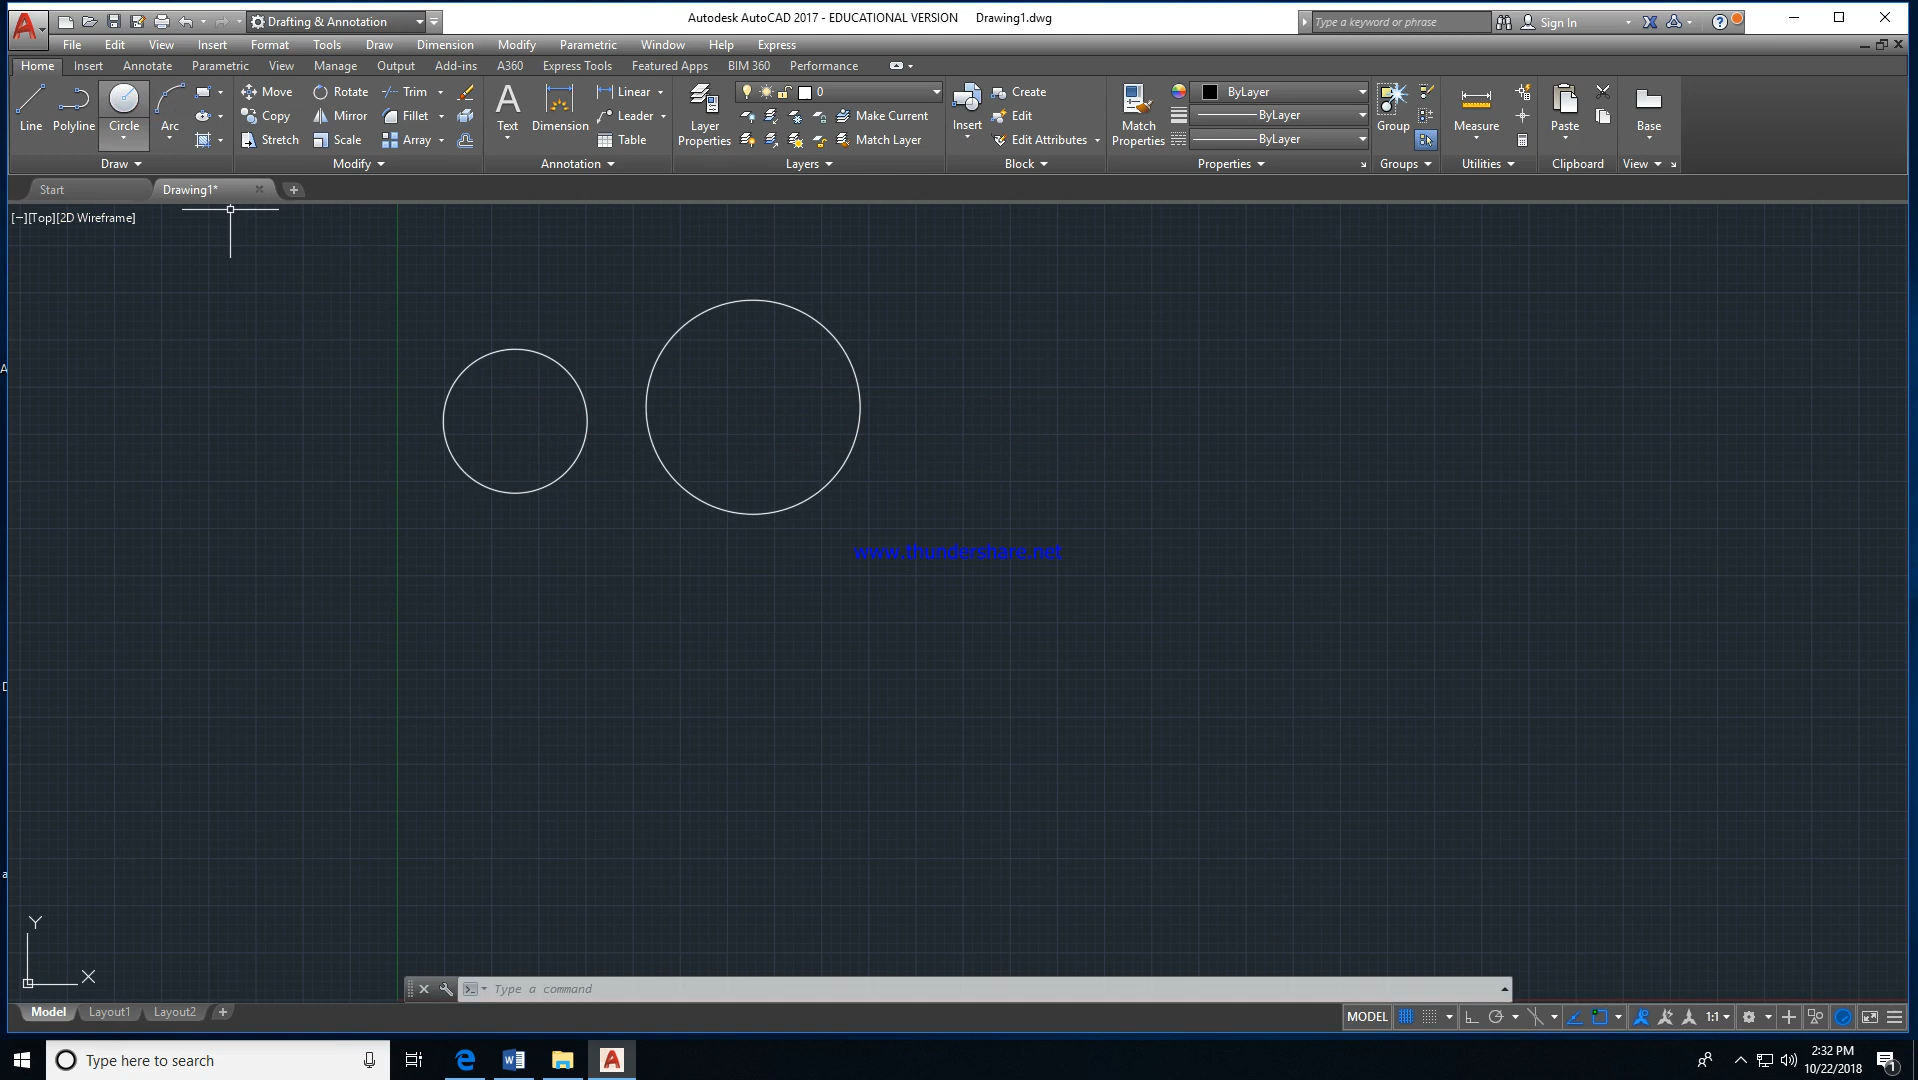 Drafting & Annotation
Autodesk AutoCAD 2017 - EDUCATIONAL VERSION Drawing1.dwg
Type a keyword or phrase
Sign In
File Edit View Insert Format Tools Draw Dimension Modify Parametric Window Help Express
Home Insert Annotate Parametric View Manage Output Add-ins A360 Express Tools Featured Apps BIM 360 Performance
Line Polyline Circle Arc
Move Rotate Trim
Copy Mirror Fillet
Stretch Scale Array
Text Dimension
Linear
Leader
Table
Layer Properties
0
Make Current
Match Layer
Insert
Create
Edit
Edit Attributes
Match Properties
ByLayer
ByLayer
ByLayer
Group
Measure
Paste
Base
Draw Modify Annotation Layers Block Properties Groups Utilities Clipboard View
Start Drawing1*
[−][Top][2D Wireframe]
A
www.thundershare.net
D
a
Y
X
Type a command
Model Layout1 Layout2
MODEL
1:1
Type here to search
2:32 PM
10/22/2018
1